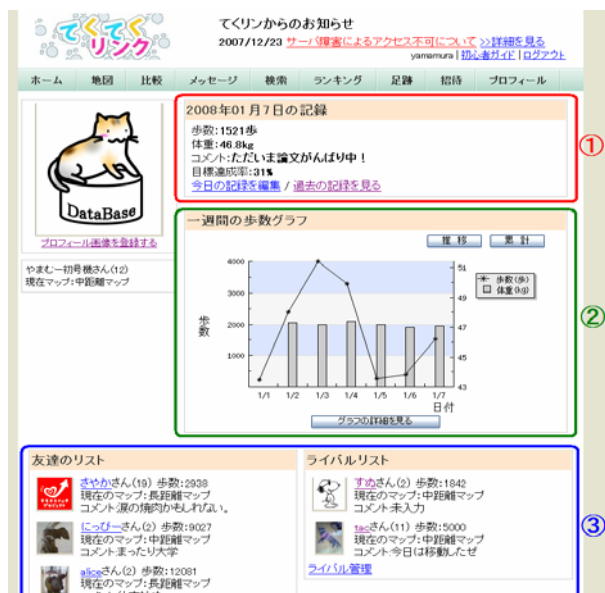 てくてく
リンク
てくリンからのお知らせ
2007/12/23 サーバ障害によるアクセス不可について >>詳細を見る
yamamura | 初心者ガイド | ログアウト
ホーム 地図 比較 メッセージ 検索 ランキング 足跡 招待 プロフィール
DataBase
プロフィール画像を登録する
やまむー初号機さん(12)
現在マップ:中距離マップ
2008年01月7日の記録
歩数:1521歩
体重:46.8kg
コメント:ただいま論文がんばり中！
目標達成率:31%
今日の記録を編集 / 過去の記録を見る
①
一週間の歩数グラフ
推移 累計
4000
3000
2000
1000
歩数
51
49
47
45
43
歩数(歩)
体重(kg)
1/1 1/2 1/3 1/4 1/5 1/6 1/7
日付
グラフの詳細を見る
②
友達のリスト
さやかさん(19) 歩数:2938
現在のマップ:長距離マップ
コメント:涙の焼肉かもしれない。
にっぴーさん(2) 歩数:9027
現在のマップ:中距離マップ
コメント:まったり大学
aliceさん(2) 歩数:12081
現在のマップ:長距離マップ
ライバルリスト
すぬさん(2) 歩数:1842
現在のマップ:中距離マップ
コメント:未入力
tacさん(11) 歩数:5000
現在のマップ:中距離マップ
コメント:今日は移動したぜ
ライバル管理
③